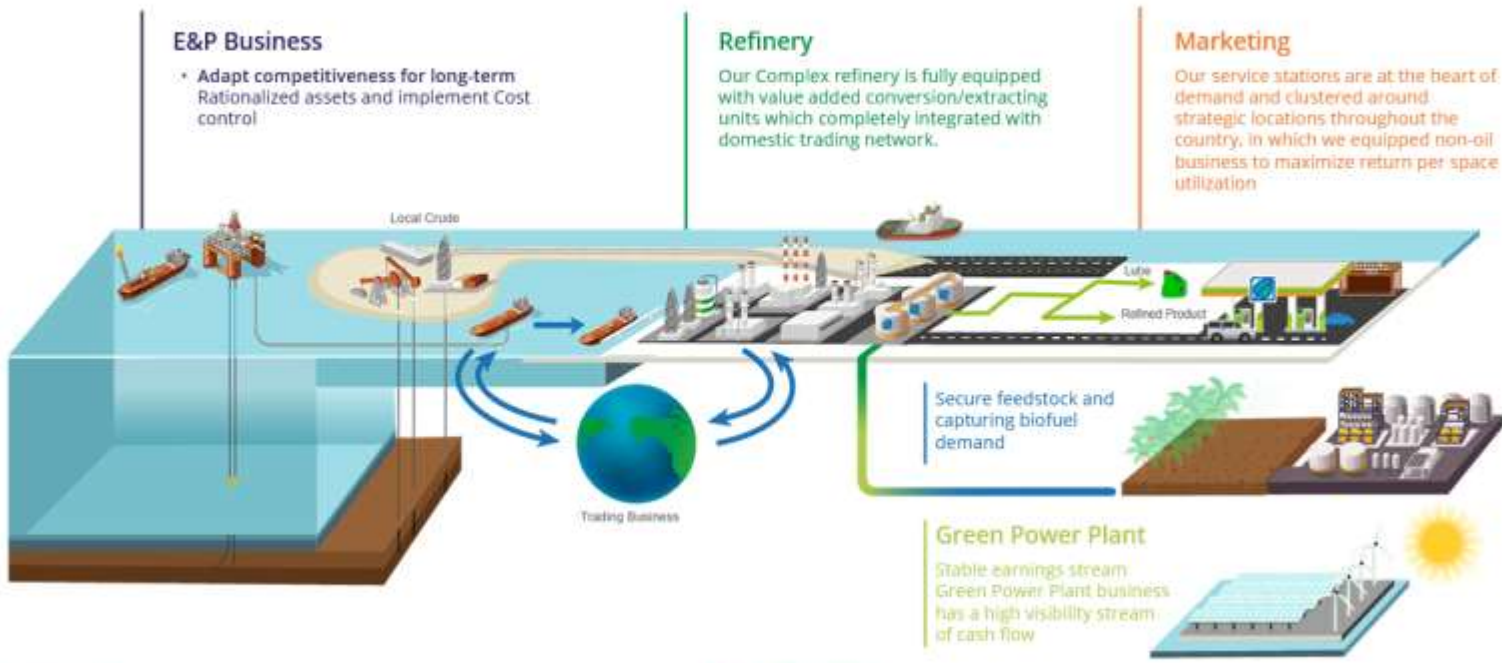 E&P Business
• Adapt competitiveness for long-term
Rationalized assets and implement Cost
control
Refinery
Our Complex refinery is fully equipped
with value added conversion/extracting
units which completely integrated with
domestic trading network.
Marketing
Our service stations are at the heart of
demand and clustered around
strategic locations throughout the
country, in which we equipped non-oil
business to maximize return per space
utilization
Local Crude
Lube
Refined Product
Trading Business
Secure feedstock and
capturing biofuel
demand
Green Power Plant
Stable earnings stream
Green Power Plant business
has a high visibility stream
of cash flow